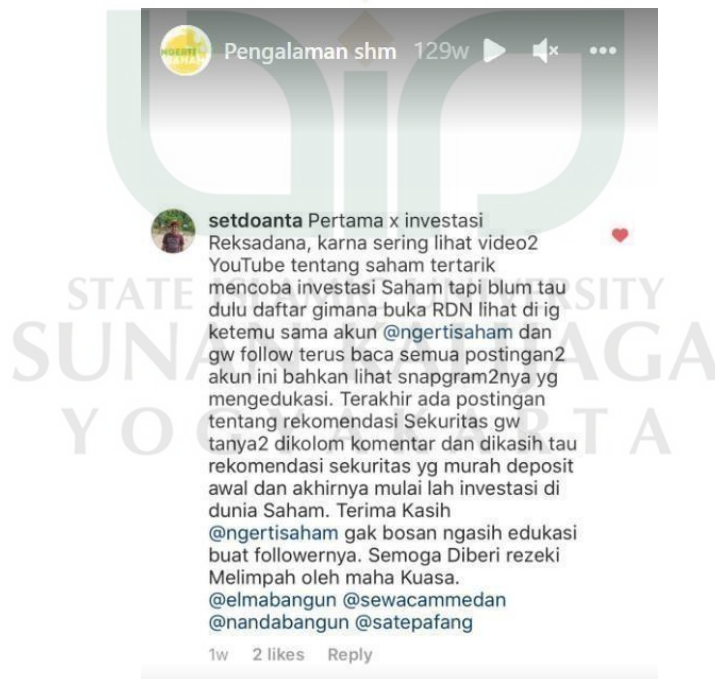 NGERTI
SAHAM
Pengalaman shm 129w
setdoanta Pertama x investasi
Reksadana, karna sering lihat video2
YouTube tentang saham tertarik
mencoba investasi Saham tapi blum tau
dulu daftar gimana buka RDN lihat di ig
ketemu sama akun @ngertisaham dan
gw follow terus baca semua postingan2
akun ini bahkan lihat snapgram2nya yg
mengedukasi. Terakhir ada postingan
tentang rekomendasi Sekuritas gw
tanya2 dikolom komentar dan dikasih tau
rekomendasi sekuritas yg murah deposit
awal dan akhirnya mulai lah investasi di
dunia Saham. Terima Kasih
@ngertisaham gak bosan ngasih edukasi
buat followernya. Semoga Diberi rezeki
Melimpah oleh maha Kuasa.
@elmabangun @sewacammedan
@nandabangun @satepafang
1w 2 likes Reply
STATE ISLAMIC UNIVERSITY
SUNAN KALIJAGA
YOGYAKARTA